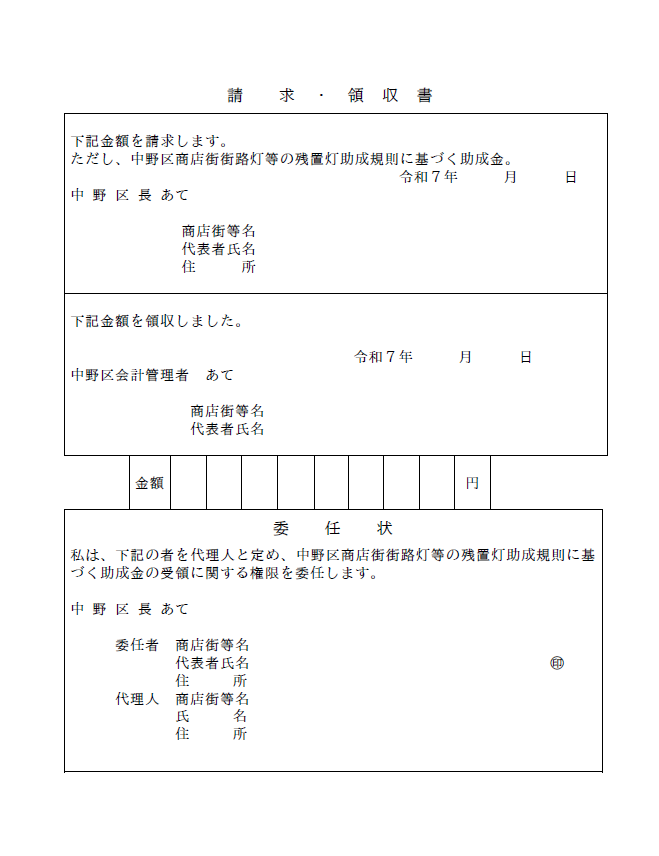 請　求・領収書
下記金額を請求します。
ただし、中野区商店街街路灯等の残置灯助成規則に基づく助成金。
令和７年　　　月　　　日
中 野 区 長 あて
商店街等名
代表者氏名
住　　　所
下記金額を領収しました。
令和７年　　　月　　　日
中野区会計管理者　あて
商店街等名
代表者氏名
金額　円
委　任　状
私は、下記の者を代理人と定め、中野区商店街街路灯等の残置灯助成規則に基
づく助成金の受領に関する権限を委任します。
中 野 区 長 あて
委任者　商店街等名
代表者氏名　㊞
住　　　所
代理人　商店街等名
氏　　　名
住　　　所